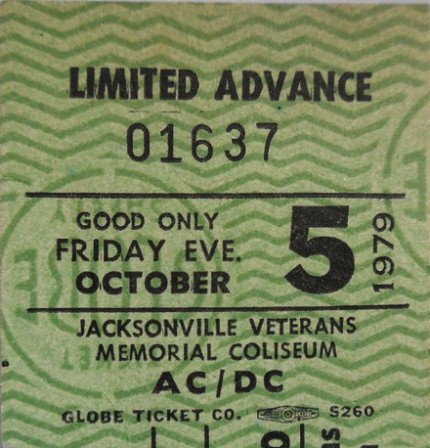 LIMITED ADVANCE
01637
GOOD ONLY
FRIDAY EVE.
OCTOBER 5 1979
JACKSONVILLE VETERANS
MEMORIAL COLISEUM
AC/DC
GLOBE TICKET CO. S260